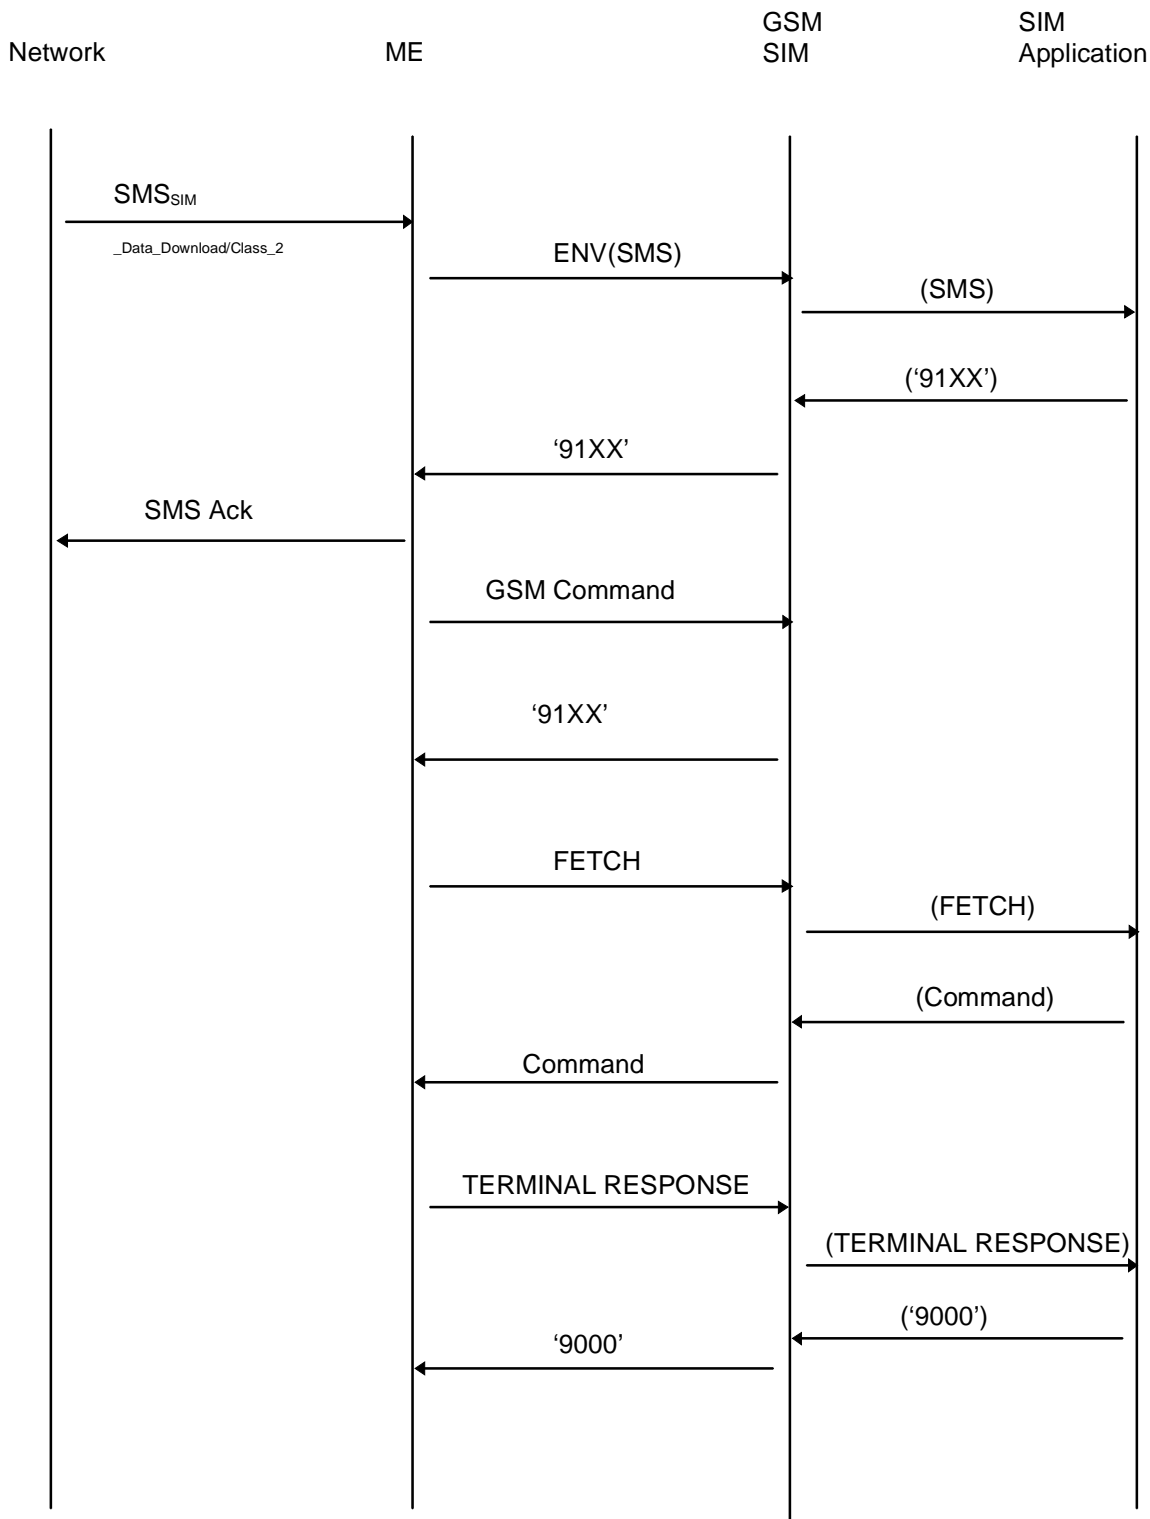 GSM
SIM
Network
ME
SIM
Application
SMSSIM
_Data_Download/Class_2
ENV(SMS)
(SMS)
(‘91XX’)
‘91XX’
SMS Ack
GSM Command
‘91XX’
FETCH
(FETCH)
(Command)
Command
TERMINAL RESPONSE
(TERMINAL RESPONSE)
(‘9000’)
‘9000’